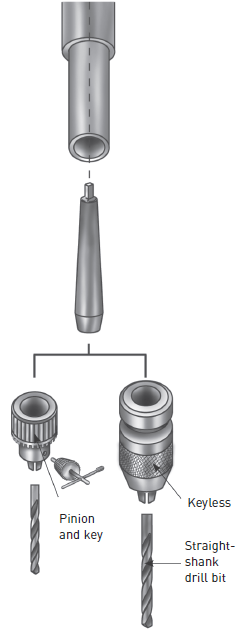 Pinion
and key
Keyless
Straight-
shank
drill bit